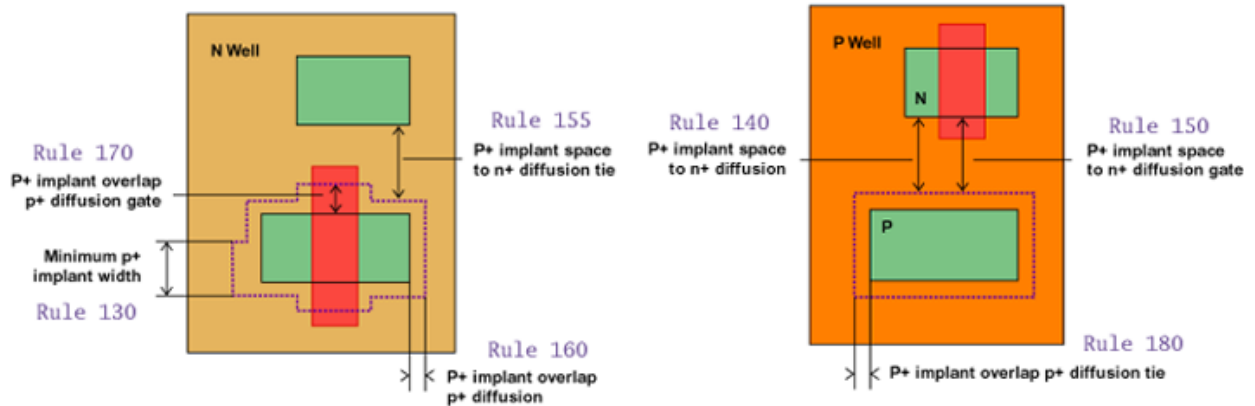 N Well
Rule 170
P+ implant overlap
p+ diffusion gate
Minimum p+
implant width
Rule 130
Rule 155
P+ implant space
to n+ diffusion tie
Rule 160
P+ implant overlap
p+ diffusion
P Well
N
Rule 140
P+ implant space
to n+ diffusion
Rule 150
P+ implant space
to n+ diffusion gate
P
Rule 180
P+ implant overlap p+ diffusion tie